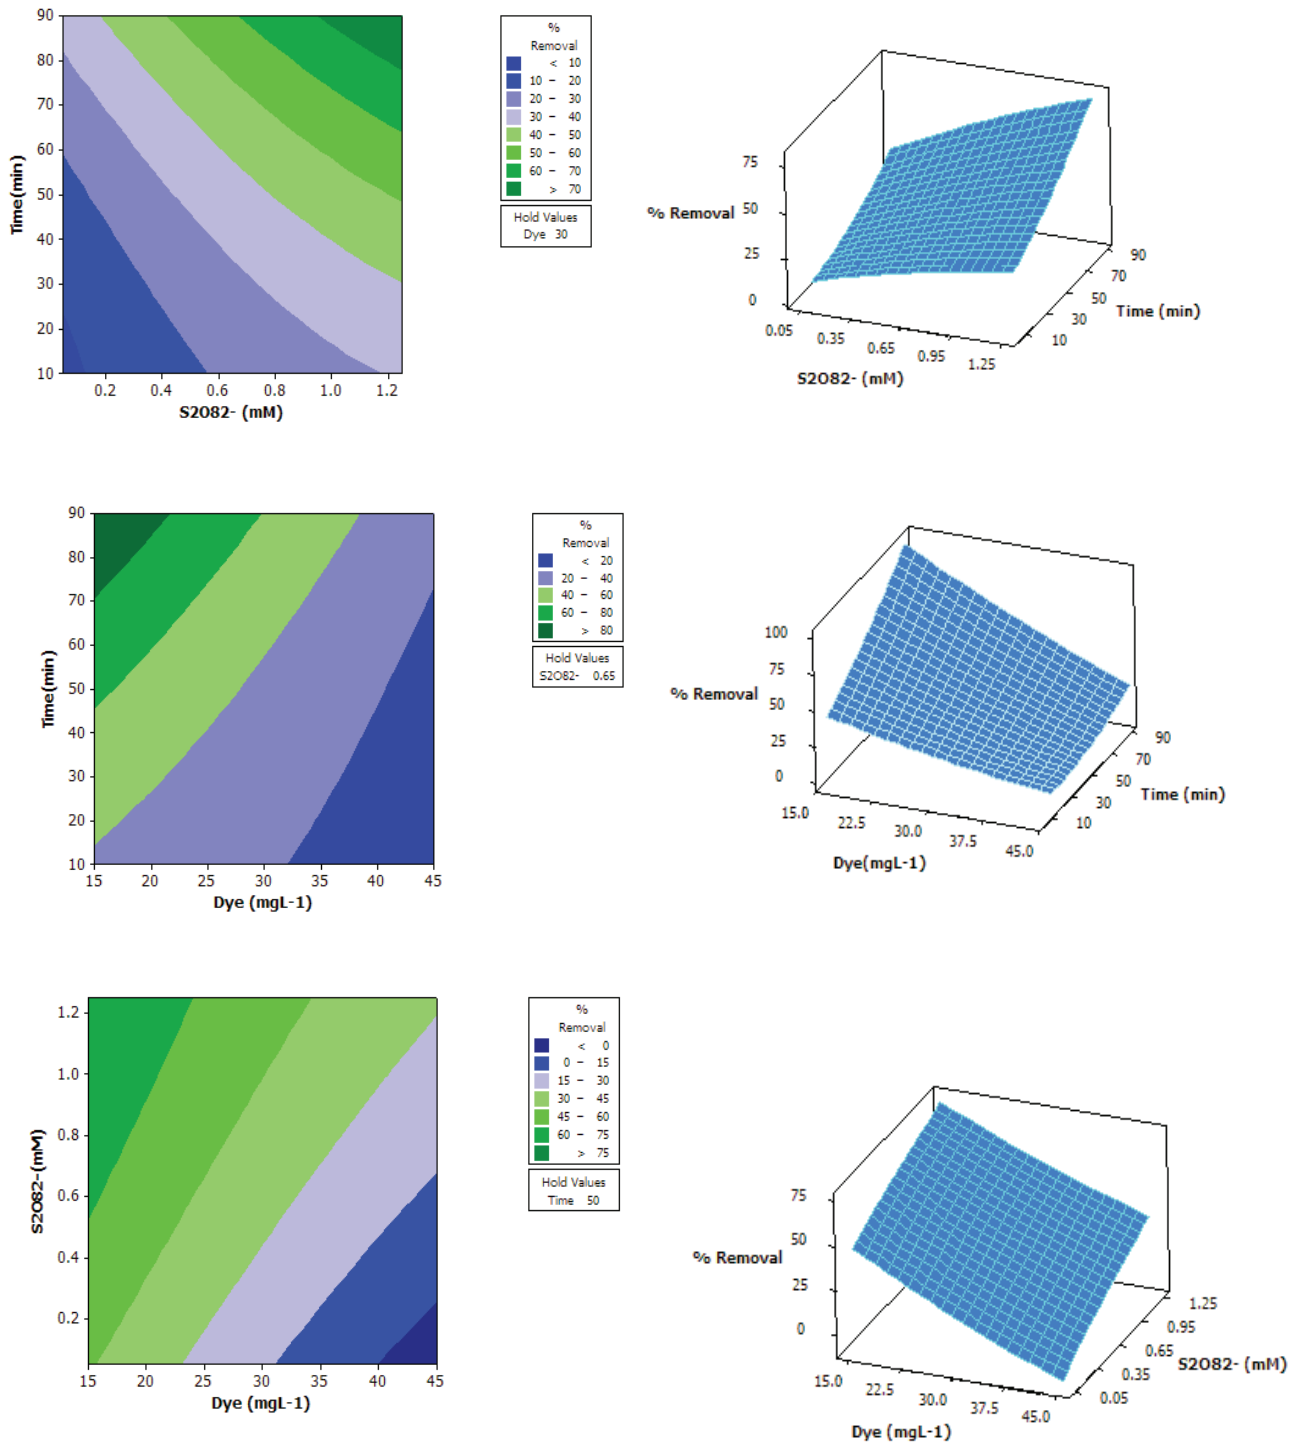 90
80
70
60
50
40
30
20
10
Time(min)
0.2 0.4 0.6 0.8 1.0 1.2
S2O82- (mM)
%
Removal
< 10
10 – 20
20 – 30
30 – 40
40 – 50
50 – 60
60 – 70
> 70
Hold Values
Dye 30
75
50
25
0
% Removal
0.05 0.35 0.65 0.95 1.25
S2O82- (mM)
90
70
50
30
10
Time (min)
90
80
70
60
50
40
30
20
10
Time(min)
15 20 25 30 35 40 45
Dye (mgL-1)
%
Removal
< 20
20 – 40
40 – 60
60 – 80
> 80
Hold Values
S2O82- 0.65
100
75
50
25
0
% Removal
15.0 22.5 30.0 37.5 45.0
Dye(mgL-1)
90
70
50
30
10
Time (min)
1.2
1.0
0.8
0.6
0.4
0.2
S2O82-(mM)
15 20 25 30 35 40 45
Dye (mgL-1)
%
Removal
< 0
0 – 15
15 – 30
30 – 45
45 – 60
60 – 75
> 75
Hold Values
Time 50
75
50
25
0
% Removal
15.0 22.5 30.0 37.5 45.0
Dye (mgL-1)
1.25
0.95
0.65
0.35
0.05
S2O82- (mM)